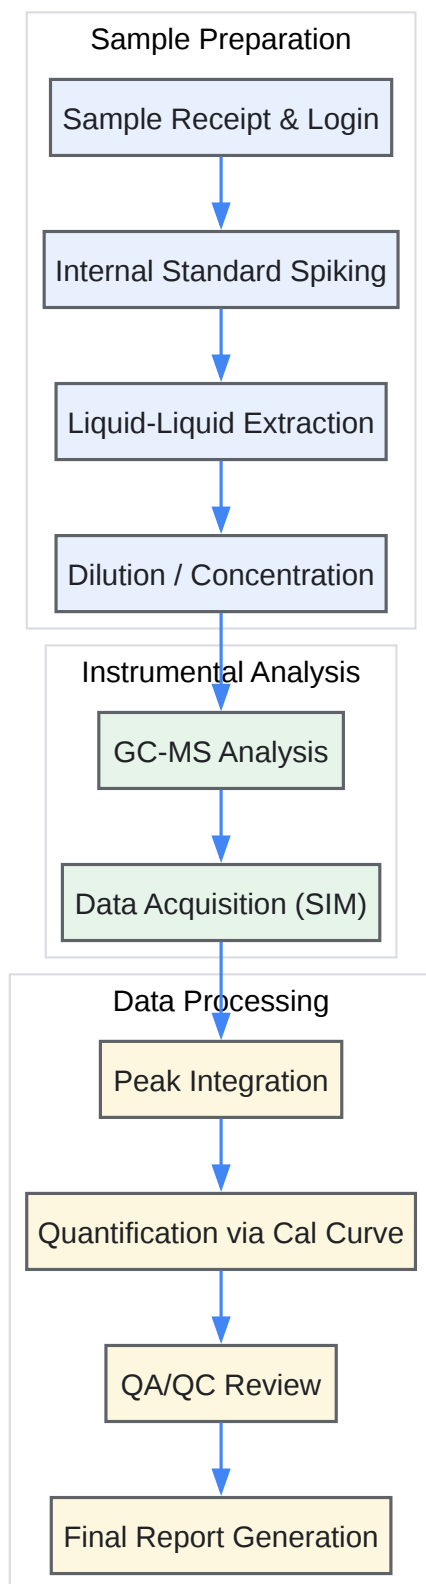 Sample Preparation
Sample Receipt & Login
Internal Standard Spiking
Liquid-Liquid Extraction
Dilution / Concentration
Instrumental Analysis
GC-MS Analysis
Data Acquisition (SIM)
Data Processing
Peak Integration
Quantification via Cal Curve
QA/QC Review
Final Report Generation